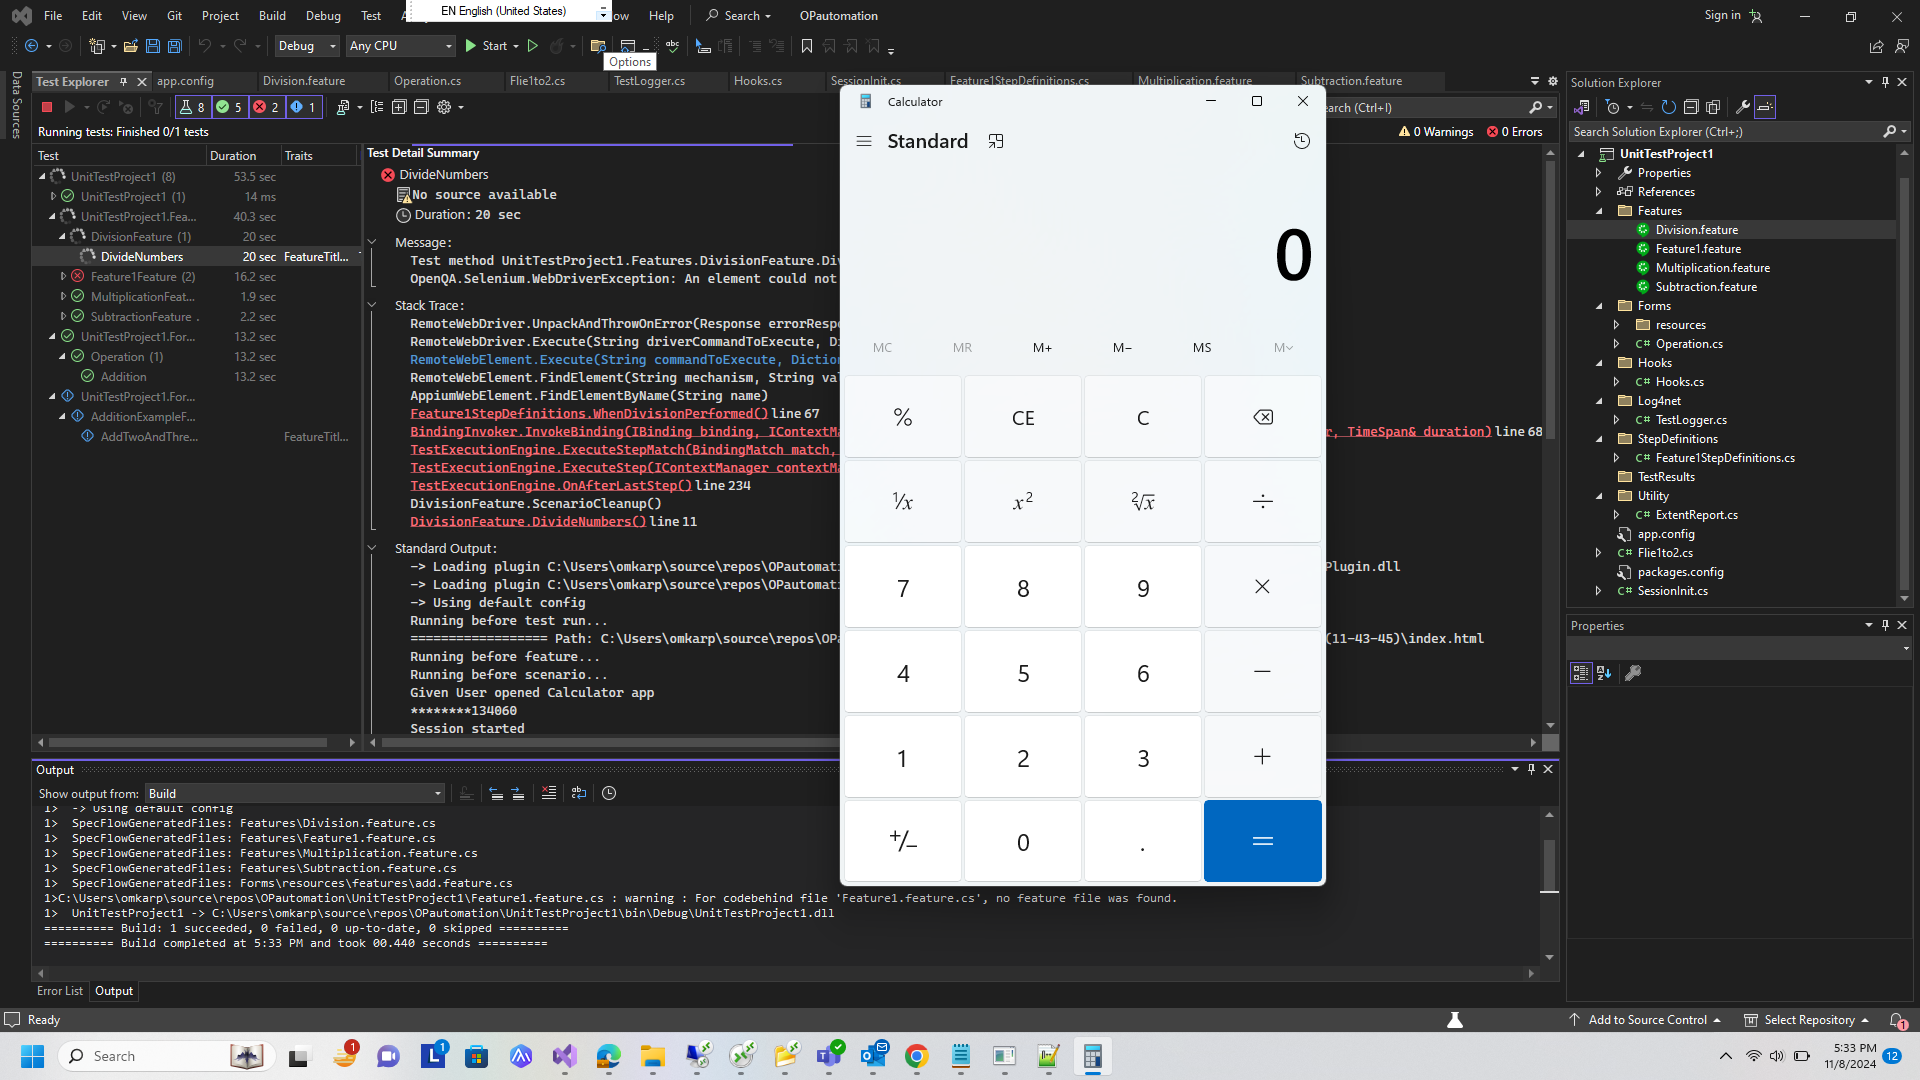 File Edit View Git Project Build Debug Test
EN English (United States)
Help
Search
OPautomation
Sign in
Debug
Any CPU
Start
Options
Data Sources
Test Explorer
app.config
Division.feature
Operation.cs
Flie1to2.cs
TestLogger.cs
Hooks.cs
SessionInit.cs
Feature1StepDefinitions.cs
Multiplication.feature
Subtraction.feature
8
5
2
1
earch (Ctrl+I)
Running tests: Finished 0/1 tests
0 Warnings
0 Errors
Test Duration Traits
UnitTestProject1 (8) 53.5 sec
UnitTestProject1 (1) 14 ms
UnitTestProject1.Fea... 40.3 sec
DivisionFeature (1) 20 sec
DivideNumbers 20 sec FeatureTitl...
Feature1Feature (2) 16.2 sec
MultiplicationFeat... 1.9 sec
SubtractionFeature . 2.2 sec
UnitTestProject1.For... 13.2 sec
Operation (1) 13.2 sec
Addition 13.2 sec
UnitTestProject1.For...
AdditionExampleF...
AddTwoAndThre... FeatureTitl...
Test Detail Summary
DivideNumbers
No source available
Duration: 20 sec
Message:
Test method UnitTestProject1.Features.DivisionFeature.Di
OpenQA.Selenium.WebDriverException: An element could not
Stack Trace:
RemoteWebDriver.UnpackAndThrowOnError(Response errorResp
RemoteWebDriver.Execute(String driverCommandToExecute, Di
RemoteWebElement.Execute(String commandToExecute, Diction
RemoteWebElement.FindElement(String mechanism, String va
AppiumWebElement.FindElementByName(String name)
Feature1StepDefinitions.WhenDivisionPerformed() line 67
BindingInvoker.InvokeBinding(IBinding binding, IContextMa r, TimeSpan& duration) line 68
TestExecutionEngine.ExecuteStepMatch(BindingMatch match,
TestExecutionEngine.ExecuteStep(IContextManager contextMa
TestExecutionEngine.OnAfterLastStep() line 234
DivisionFeature.ScenarioCleanup()
DivisionFeature.DivideNumbers() line 11
Standard Output:
-> Loading plugin C:\Users\omkarp\source\repos\OPautomati Plugin.dll
-> Loading plugin C:\Users\omkarp\source\repos\OPautomati
-> Using default config
Running before test run...
================== Path: C:\Users\omkarp\source\repos\OPa (11-43-45)\index.html
Running before feature...
Running before scenario...
Given User opened Calculator app
********134060
Session started
Calculator
Standard
0
MC MR M+ M− MS M
% CE C
1/x x² ²√x ÷
7 8 9 ×
4 5 6 −
1 2 3 +
+/− 0 . =
Solution Explorer
Search Solution Explorer (Ctrl+;)
UnitTestProject1
Properties
References
Features
Division.feature
Feature1.feature
Multiplication.feature
Subtraction.feature
Forms
resources
C# Operation.cs
Hooks
C# Hooks.cs
Log4net
C# TestLogger.cs
StepDefinitions
C# Feature1StepDefinitions.cs
TestResults
Utility
C# ExtentReport.cs
app.config
C# Flie1to2.cs
packages.config
C# SessionInit.cs
Properties
Output
Show output from: Build
1> -> Using default config
1> SpecFlowGeneratedFiles: Features\Division.feature.cs
1> SpecFlowGeneratedFiles: Features\Feature1.feature.cs
1> SpecFlowGeneratedFiles: Features\Multiplication.feature.cs
1> SpecFlowGeneratedFiles: Features\Subtraction.feature.cs
1> SpecFlowGeneratedFiles: Forms\resources\features\add.feature.cs
1>C:\Users\omkarp\source\repos\OPautomation\UnitTestProject1\Feature1.feature.cs : warning : For codebehind file 'Feature1.feature.cs', no feature file was found.
1> UnitTestProject1 -> C:\Users\omkarp\source\repos\OPautomation\UnitTestProject1\bin\Debug\UnitTestProject1.dll
========== Build: 1 succeeded, 0 failed, 0 up-to-date, 0 skipped ==========
========== Build completed at 5:33 PM and took 00.440 seconds ==========
Error List Output
Ready
Add to Source Control
Select Repository
1
Search
1
1
5:33 PM
11/8/2024
12